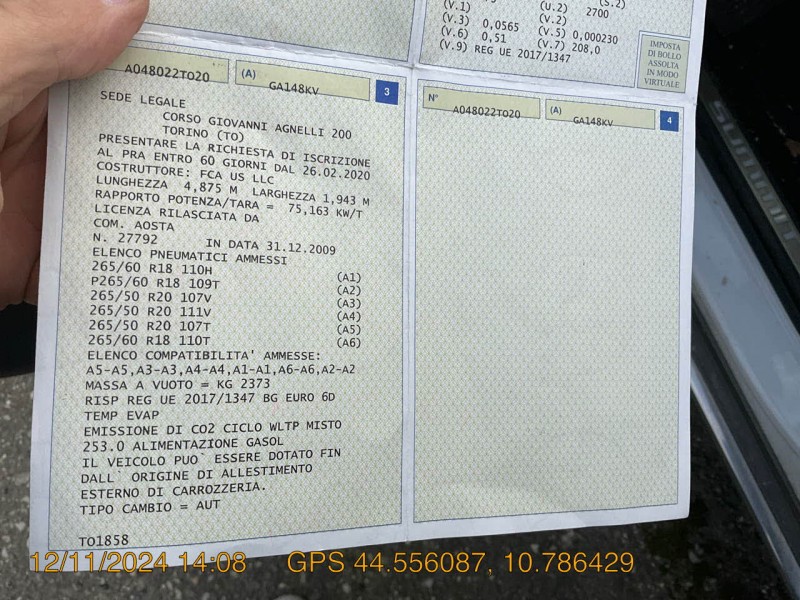 (V.1)
(V.3) 0,0565
(V.6) 0,51
(V.9) REG UE 2017/1347
(U.2) 2700
(S.2)
(V.2)
(V.5) 0,000230
(V.7) 208,0
IMPOSTA
DI BOLLO
ASSOLTA
IN MODO
VIRTUALE
A048022TO20
(A) GA148KV
3
SEDE LEGALE
CORSO GIOVANNI AGNELLI 200
TORINO (TO)
PRESENTARE LA RICHIESTA DI ISCRIZIONE
AL PRA ENTRO 60 GIORNI DAL 26.02.2020
COSTRUTTORE: FCA US LLC
LUNGHEZZA 4,875 M LARGHEZZA 1,943 M
RAPPORTO POTENZA/TARA = 75,163 KW/T
LICENZA RILASCIATA DA
COM. AOSTA
N. 27792 IN DATA 31.12.2009
ELENCO PNEUMATICI AMMESSI
265/60 R18 110H (A1)
P265/60 R18 109T (A2)
265/50 R20 107V (A3)
265/50 R20 111V (A4)
265/50 R20 107T (A5)
265/60 R18 110T (A6)
ELENCO COMPATIBILITA' AMMESSE:
A5-A5,A3-A3,A4-A4,A1-A1,A6-A6,A2-A2
MASSA A VUOTO = KG 2373
RISP REG UE 2017/1347 BG EURO 6D
TEMP EVAP
EMISSIONE DI CO2 CICLO WLTP MISTO
253.0 ALIMENTAZIONE GASOL
IL VEICOLO PUO` ESSERE DOTATO FIN
DALL` ORIGINE DI ALLESTIMENTO
ESTERNO DI CARROZZERIA.
TIPO CAMBIO = AUT
TO1858
N° A048022TO20
(A) GA148KV
4
SUMMIT
12/11/2024 14:08 GPS 44.556087, 10.786429